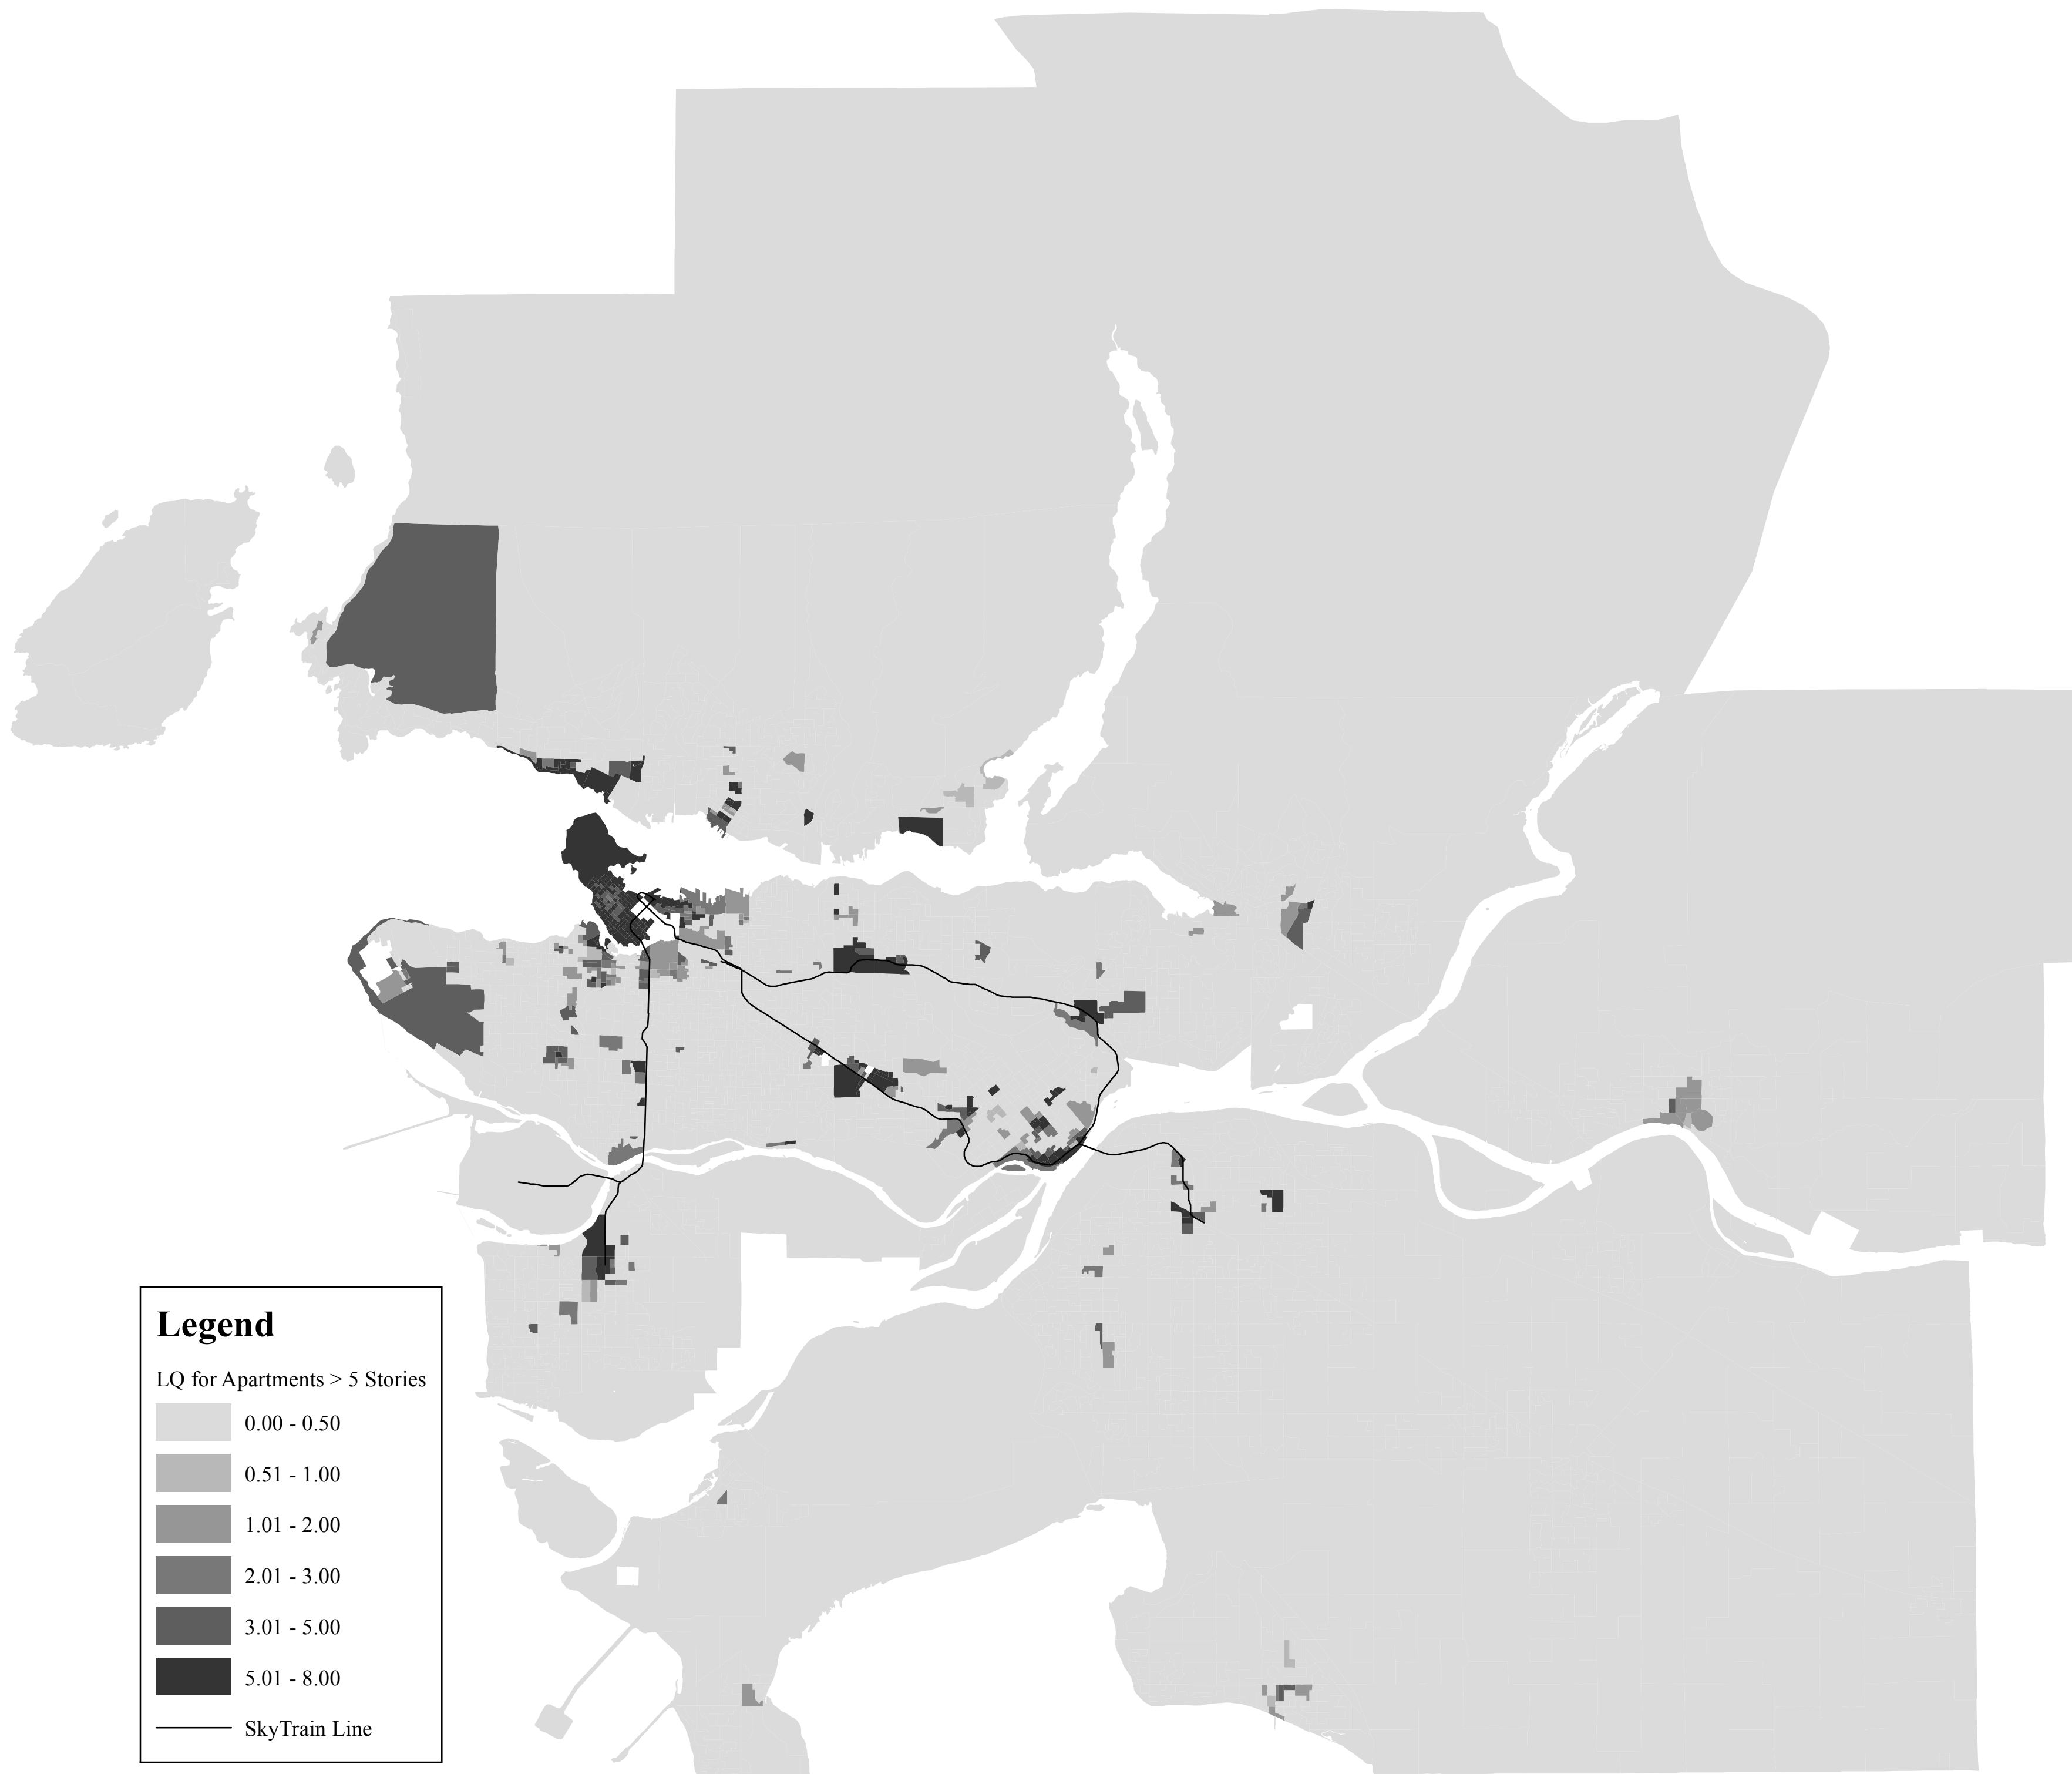 Legend
LQ for Apartments > 5 Stories
0.00 - 0.50
0.51 - 1.00
1.01 - 2.00
2.01 - 3.00
3.01 - 5.00
5.01 - 8.00
SkyTrain Line